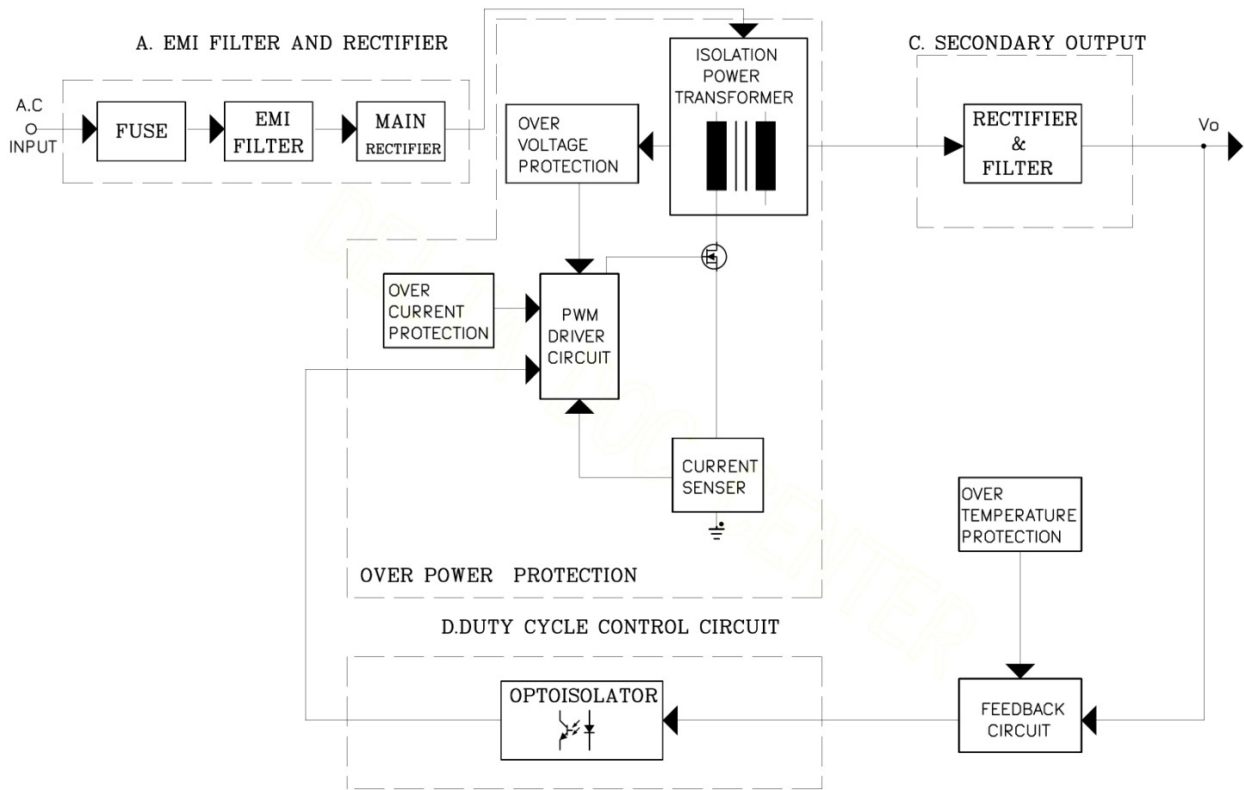 A. EMI FILTER AND RECTIFIER
A.C
INPUT
FUSE
EMI
FILTER
MAIN
RECTIFIER
OVER
VOLTAGE
PROTECTION
ISOLATION
POWER
TRANSFORMER
C. SECONDARY OUTPUT
RECTIFIER
&
FILTER
Vo
OVER
CURRENT
PROTECTION
PWM
DRIVER
CIRCUIT
CURRENT
SENSER
OVER
TEMPERATURE
PROTECTION
OVER POWER PROTECTION
D.DUTY CYCLE CONTROL CIRCUIT
OPTOISOLATOR
FEEDBACK
CIRCUIT